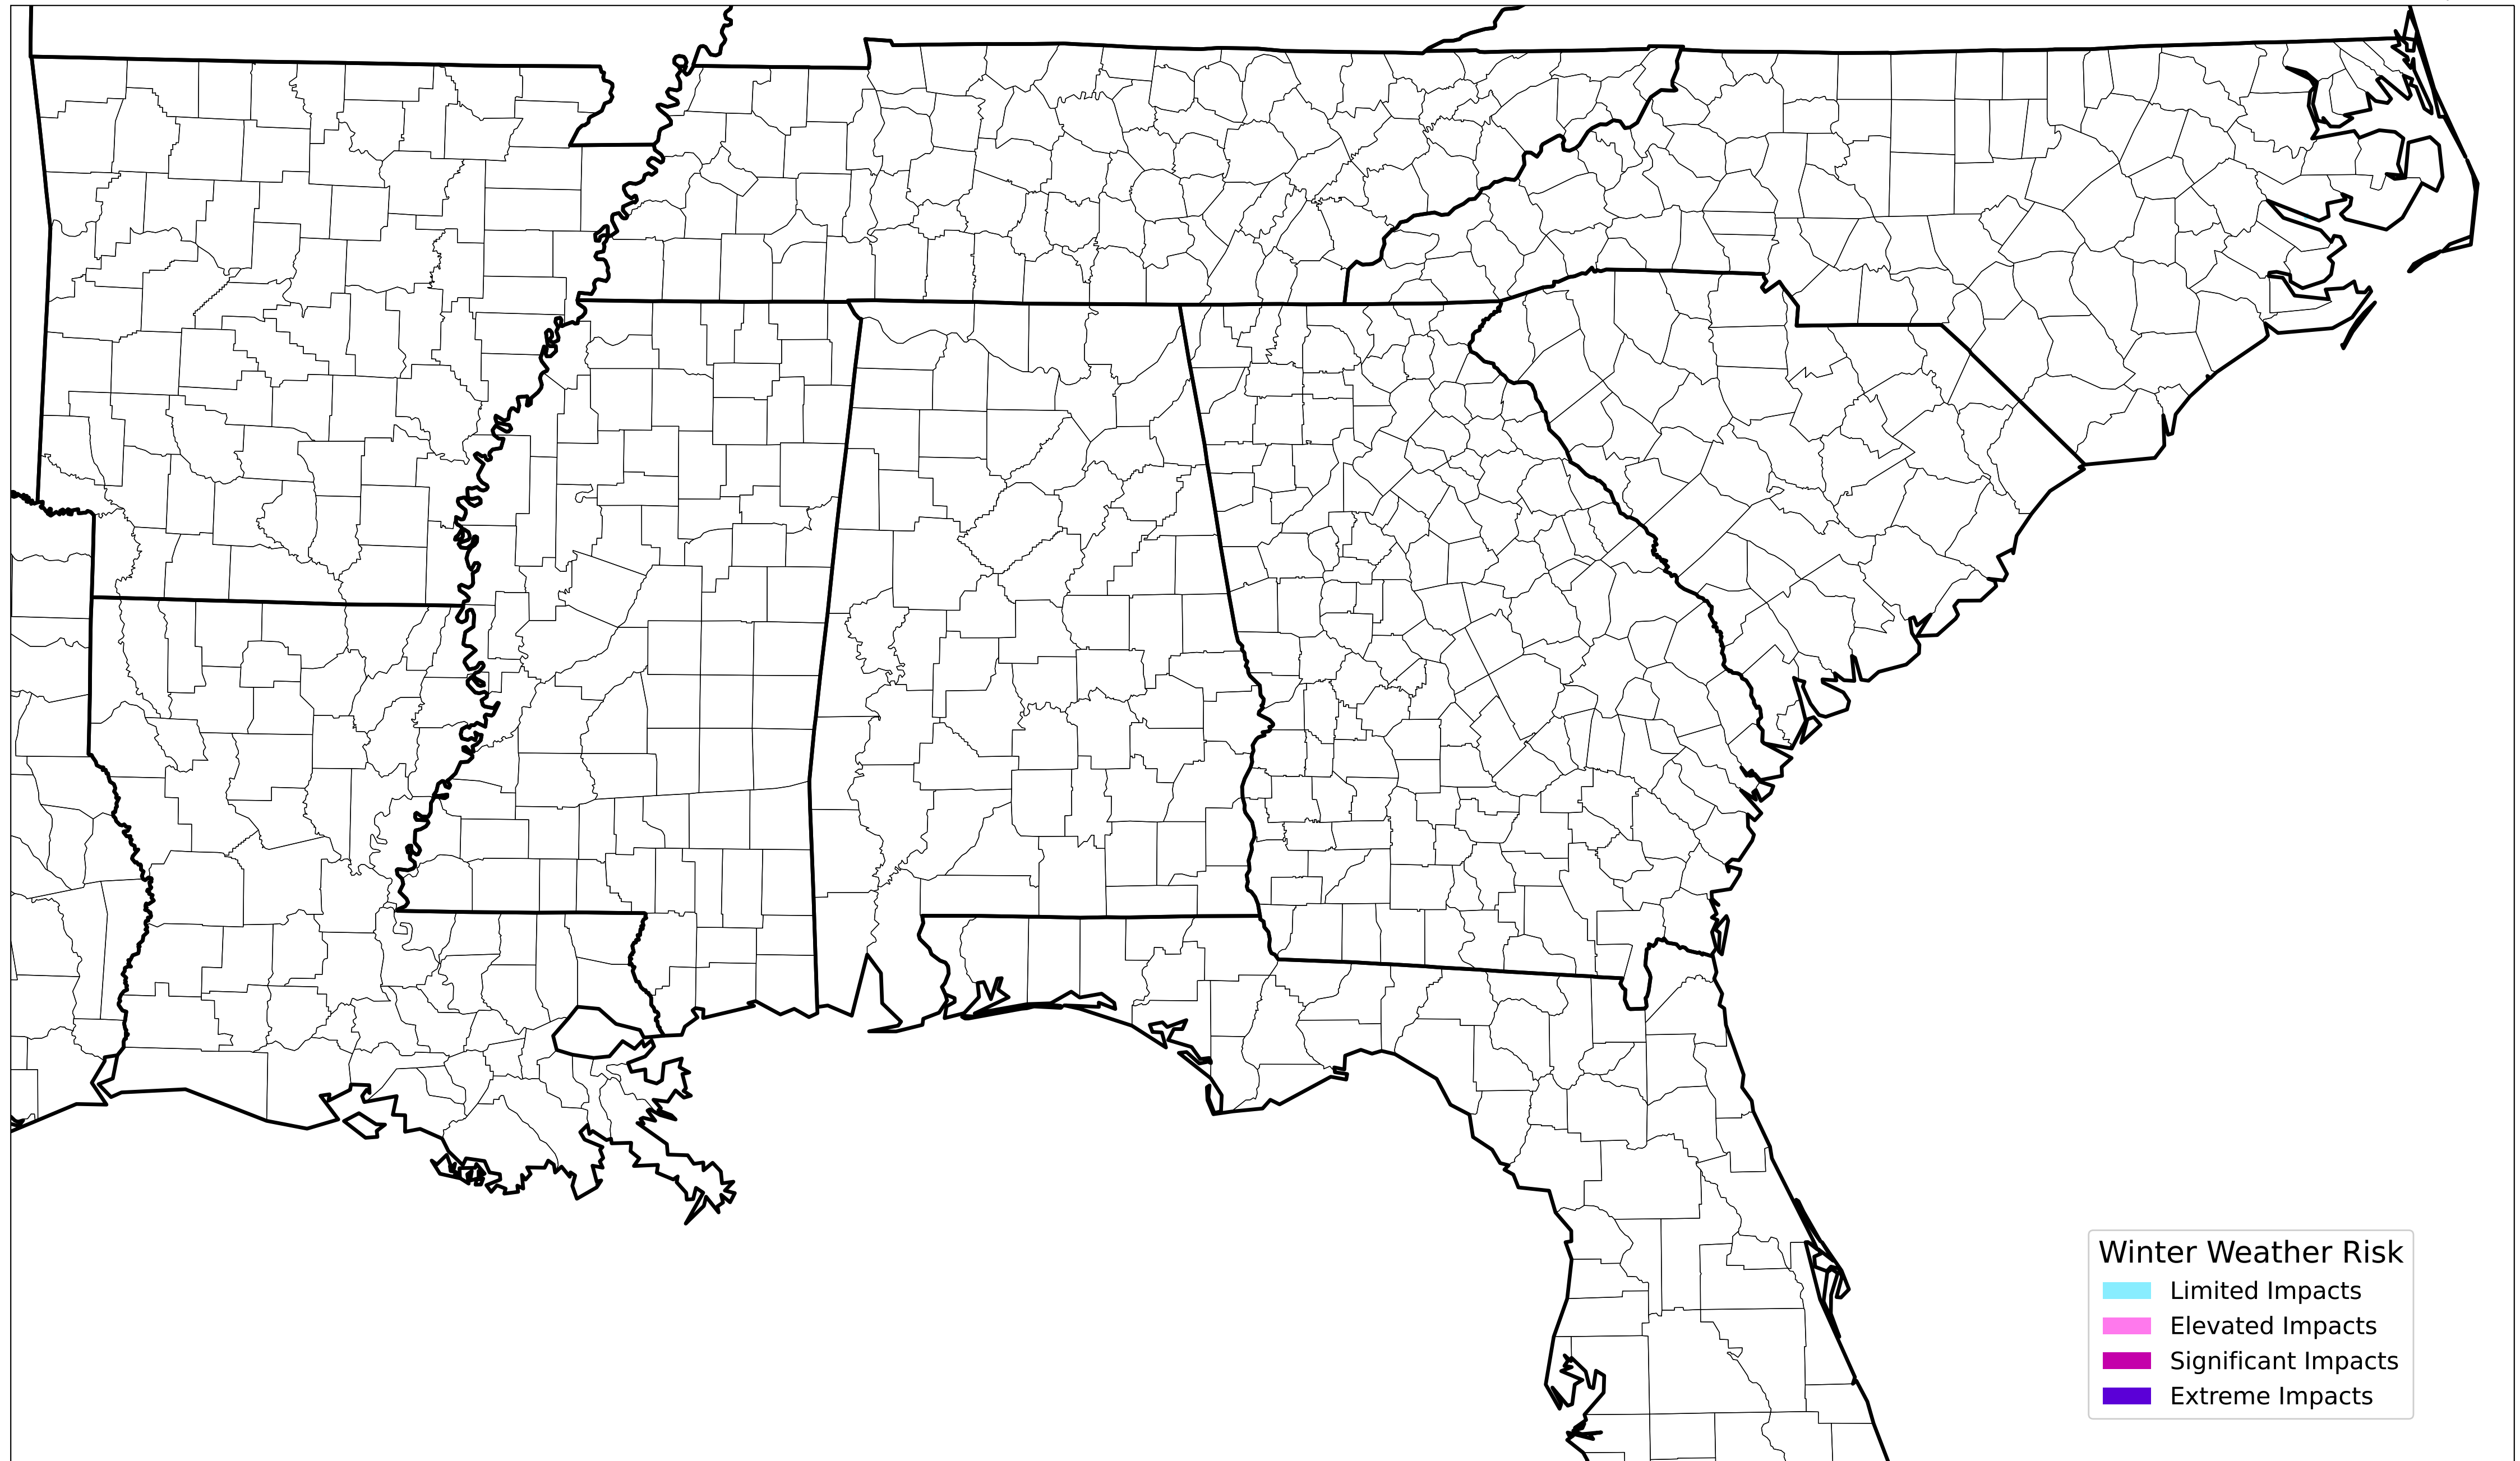 Winter Weather Risk
Limited Impacts
Elevated Impacts
Significant Impacts
Extreme Impacts